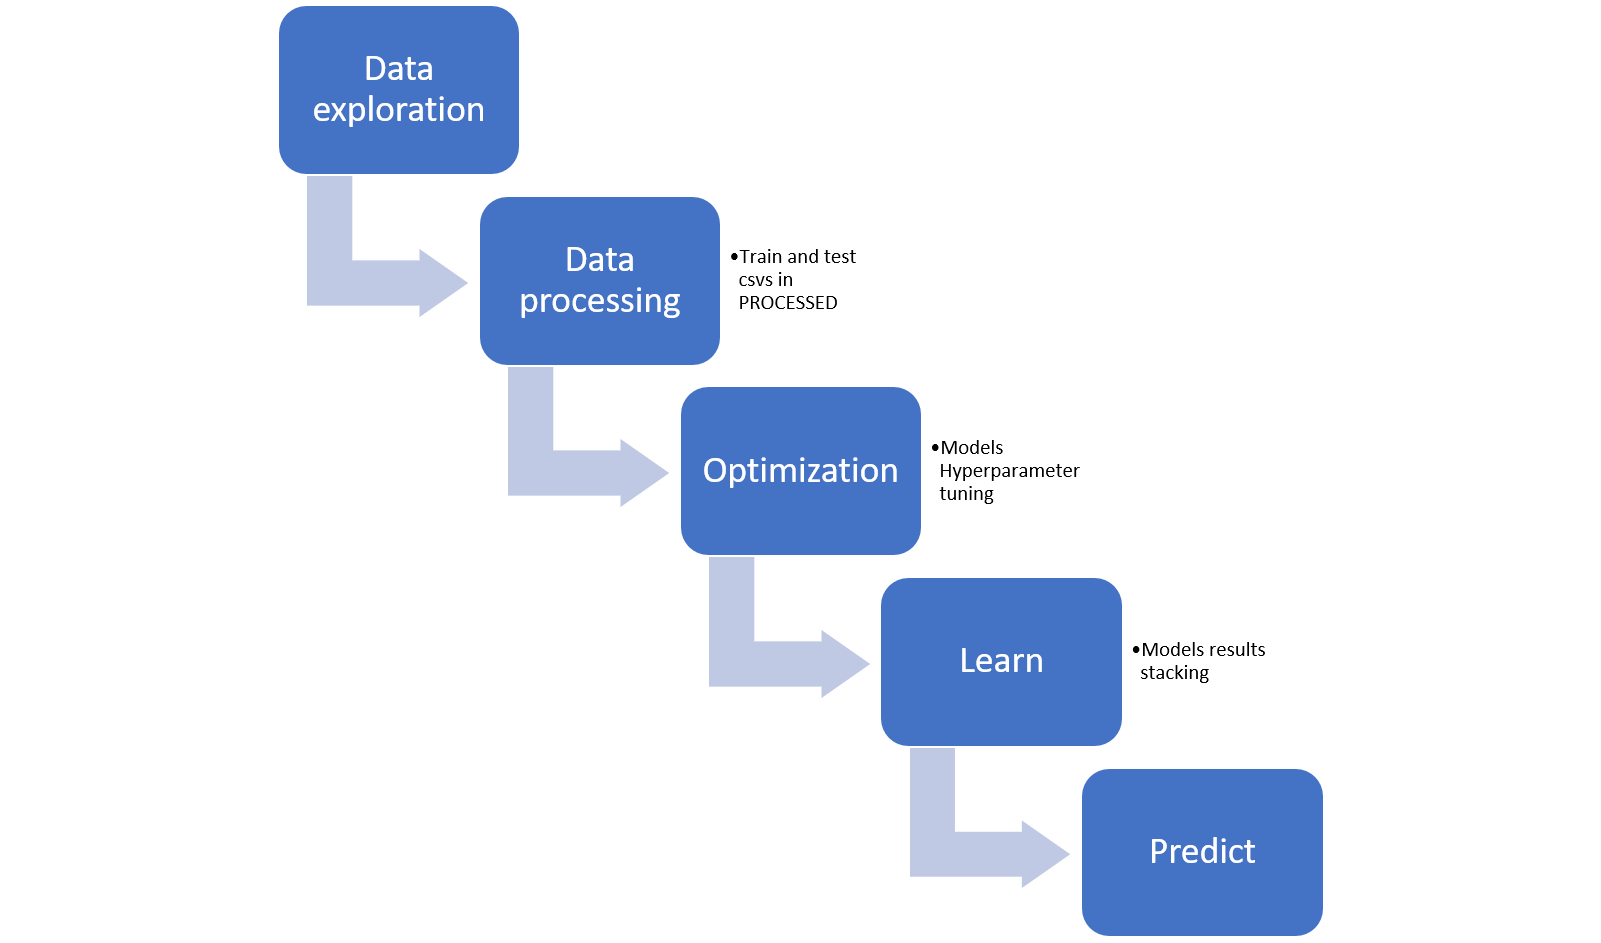 Data
exploration
Data
processing
•Train and test
csvs in
PROCESSED
Optimization
•Models
Hyperparameter
tuning
Learn
•Models results
stacking
Predict